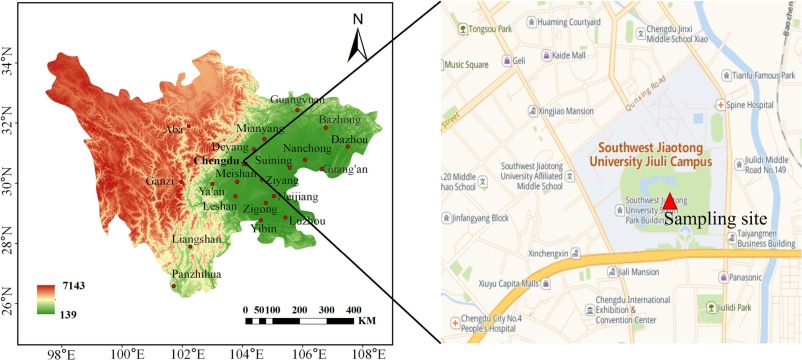 N
34°N
32°N
30°N
28°N
26°N
98°E
100°E
102°E
104°E
106°E
108°E
Guangyuan
Bazhong
Aba
Mianyang
Dazhou
Deyang
Nanchong
Chengdu
Suining
Guang'an
Meishan
Ganzi
Ya'an
Ziyang
Neijiang
Leshan
Zigong
Luzhou
Yibin
Liangshan
Panzhihua
7143
139
0 50 100 200 300 400
KM
Huaming Courtyard
Chengdu Jinxi
Middle School Xiao
Baochen
Tongsou Park
Kaide Mall
Geli
Music Square
Tianfu Famous Park
Qunxing Road
Spine Hospital
Xingjiao Mansion
Street
Southwest Jiaotong
University Jiuli Campus
Jiulidi Middle
Road No.149
Southwest Jiaotong
University Affiliated
Middle School
A20 Middle
hao School
Southwest Jiaotong
University
Park Building
Sampling site
Jinfangyang Block
Taiyangmen
Business Building
Xinchengxin
Jiali Mansion
Panasonic
Xiuyu Capita Malls
Chengdu International
Exhibition &
Convention Center
Jiulidi Park
Chengdu City No.4
People's Hospital